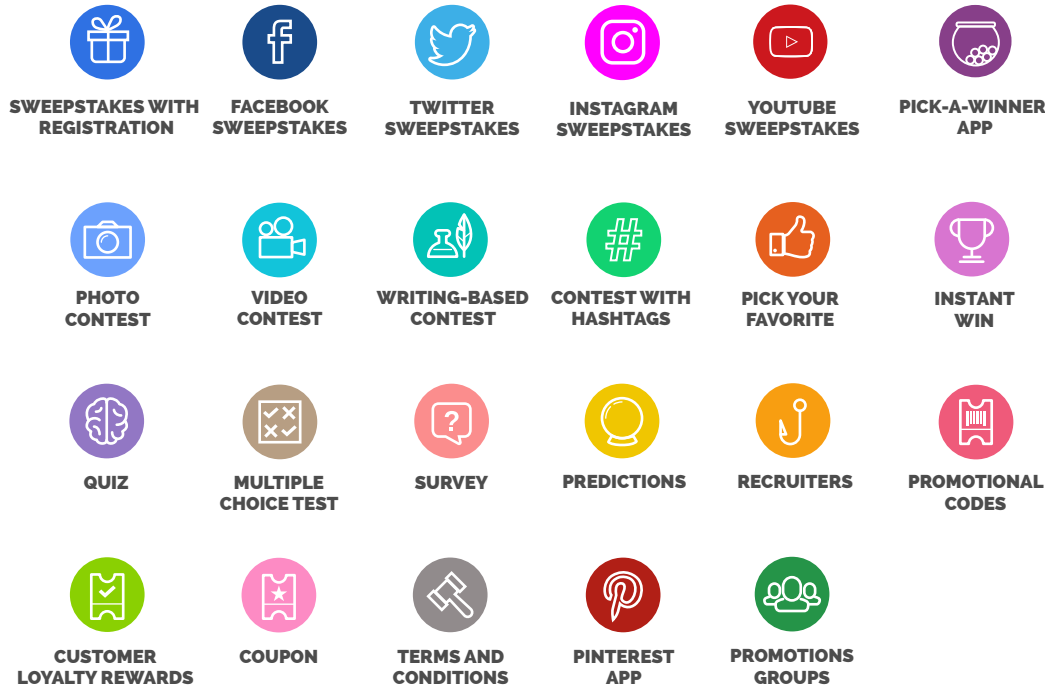 SWEEPSTAKES WITH
REGISTRATION
FACEBOOK
SWEEPSTAKES
TWITTER
SWEEPSTAKES
INSTAGRAM
SWEEPSTAKES
YOUTUBE
SWEEPSTAKES
PICK-A-WINNER
APP
PHOTO
CONTEST
VIDEO
CONTEST
WRITING-BASED
CONTEST
CONTEST WITH
HASHTAGS
PICK YOUR
FAVORITE
INSTANT
WIN
QUIZ
MULTIPLE
CHOICE TEST
SURVEY
PREDICTIONS
RECRUITERS
PROMOTIONAL
CODES
CUSTOMER
LOYALTY REWARDS
COUPON
TERMS AND
CONDITIONS
PINTEREST
APP
PROMOTIONS
GROUPS